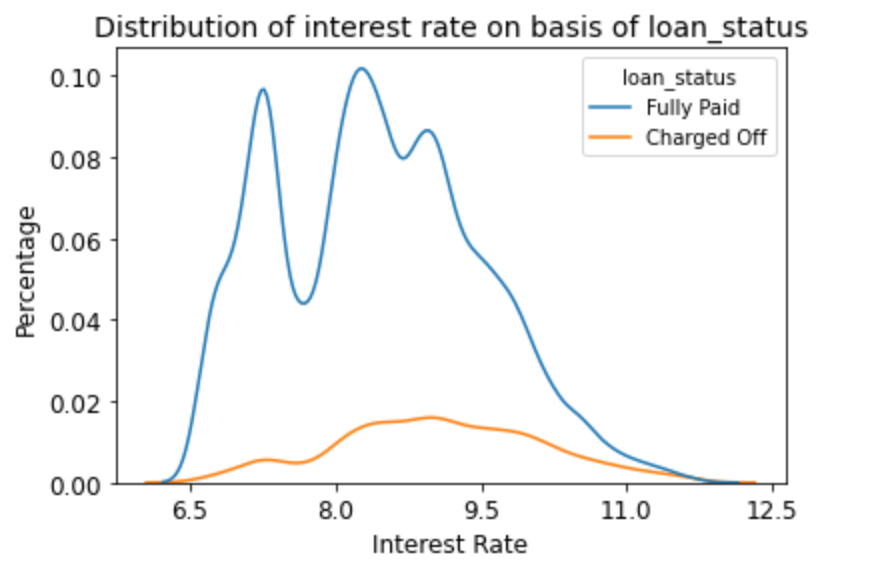 Distribution of interest rate on basis of loan_status
loan_status
Fully Paid
Charged Off
Percentage
0.10
0.08
0.06
0.04
0.02
0.00
6.5 8.0 9.5 11.0 12.5
Interest Rate